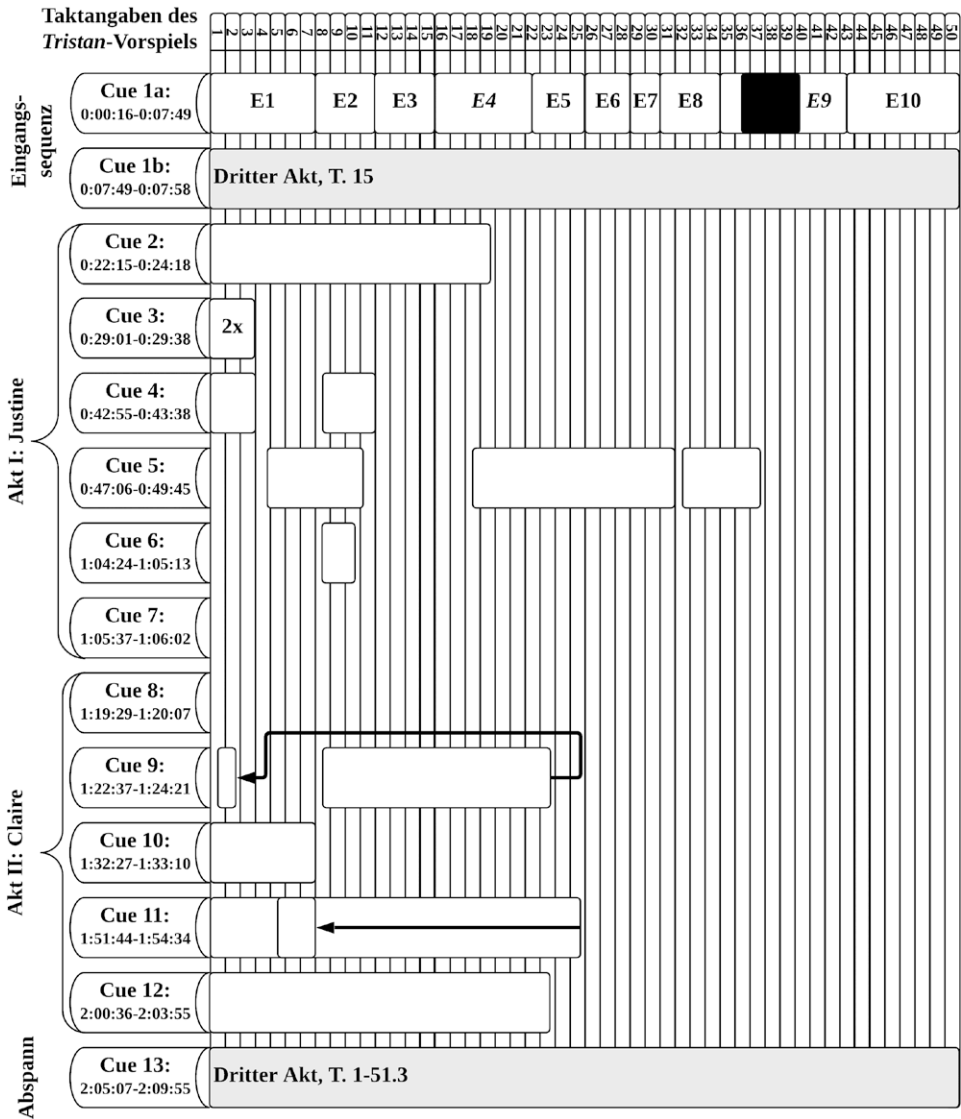 Taktangaben des
Tristan-Vorspiels
1 2 3 4 5 6 7 8 9 10 11 12 13 14 15 16 17 18 19 20 21 22 23 24 25 26 27 28 29 30 31 32 33 34 35 36 37 38 39 40 41 42 43 44 45 46 47 48 49 50
Eingangs-
sequenz
Cue 1a:
0:00:16-0:07:49
E1 E2 E3 E4 E5 E6 E7 E8 E9 E10
Cue 1b:
0:07:49-0:07:58
Dritter Akt, T. 15
Akt I: Justine
Cue 2:
0:22:15-0:24:18
Cue 3:
0:29:01-0:29:38
2x
Cue 4:
0:42:55-0:43:38
Cue 5:
0:47:06-0:49:45
Cue 6:
1:04:24-1:05:13
Cue 7:
1:05:37-1:06:02
Akt II: Claire
Cue 8:
1:19:29-1:20:07
Cue 9:
1:22:37-1:24:21
Cue 10:
1:32:27-1:33:10
Cue 11:
1:51:44-1:54:34
Cue 12:
2:00:36-2:03:55
Abspann
Cue 13:
2:05:07-2:09:55
Dritter Akt, T. 1-51.3